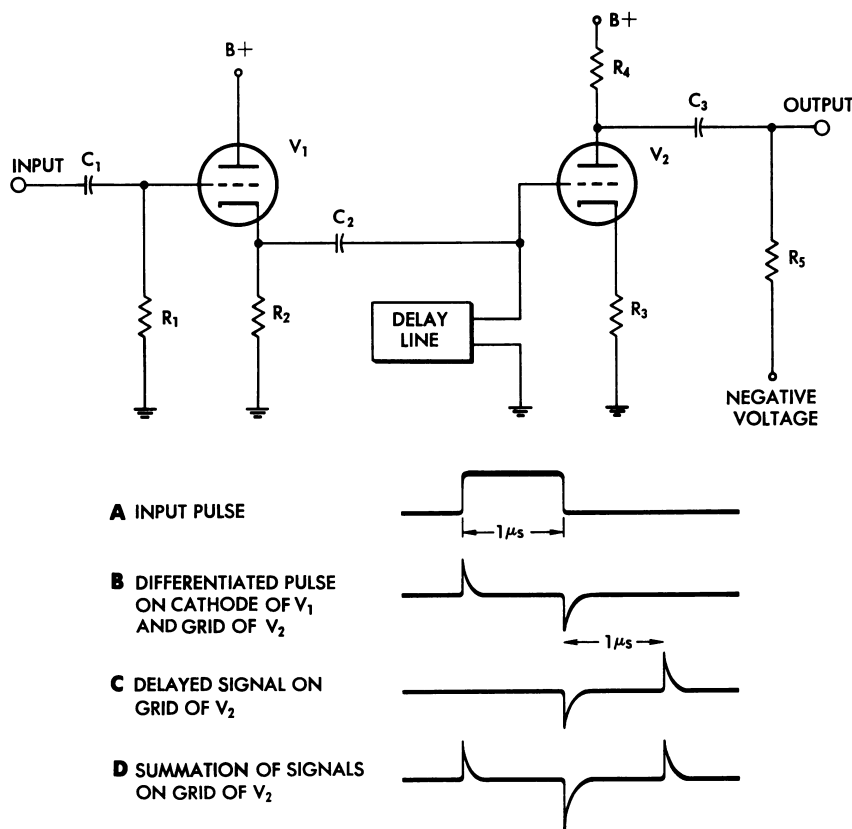 B+
R₄
B+
C₃
OUTPUT
V₁
V₂
INPUT
C₁
C₂
R₅
R₁
R₂
DELAY
LINE
R₃
NEGATIVE
VOLTAGE
A INPUT PULSE
1μs
B DIFFERENTIATED PULSE
ON CATHODE OF V₁
AND GRID OF V₂
1μs
C DELAYED SIGNAL ON
GRID OF V₂
D SUMMATION OF SIGNALS
ON GRID OF V₂